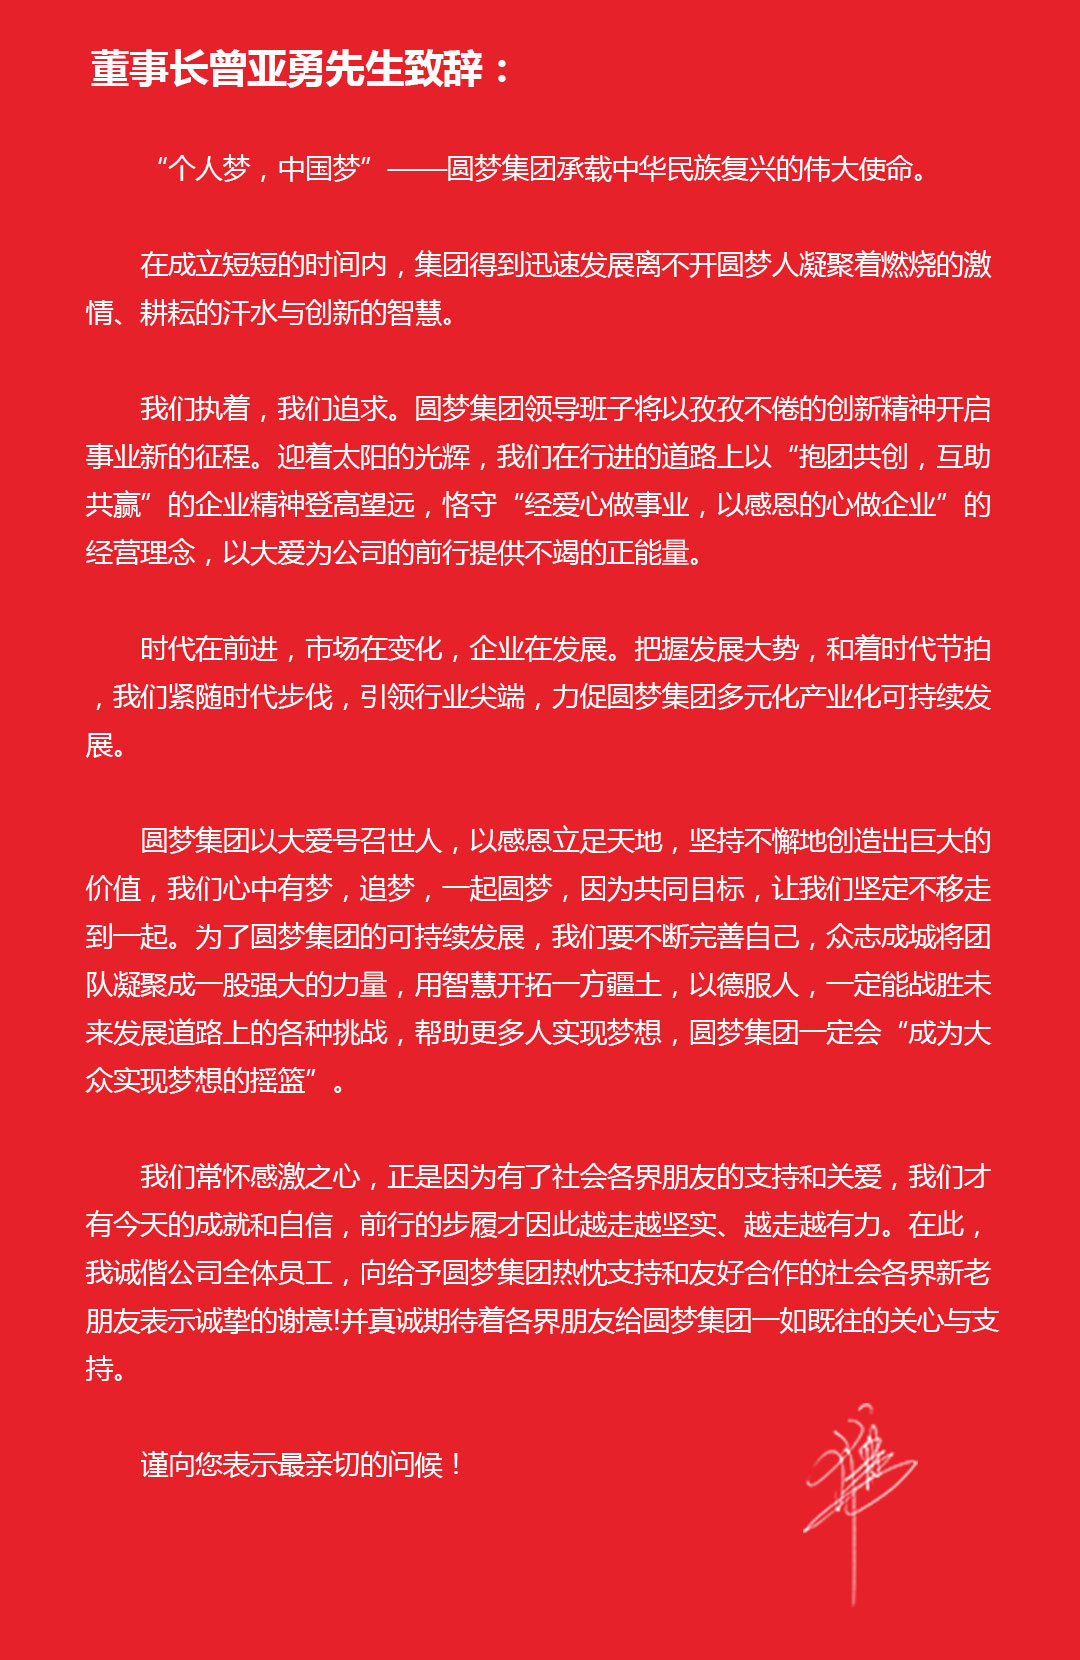 董事长曾亚勇先生致辞：
“个人梦，中国梦”——圆梦集团承载中华民族复兴的伟大使命。
在成立短短的时间内，集团得到迅速发展离不开圆梦人凝聚着燃烧的激
情、耕耘的汗水与创新的智慧。
我们执着，我们追求。圆梦集团领导班子将以孜孜不倦的创新精神开启
事业新的征程。迎着太阳的光辉，我们在行进的道路上以“抱团共创，互助
共赢”的企业精神登高望远，恪守“经爱心做事业，以感恩的心做企业”的
经营理念，以大爱为公司的前行提供不竭的正能量。
时代在前进，市场在变化，企业在发展。把握发展大势，和着时代节拍
，我们紧随时代步伐，引领行业尖端，力促圆梦集团多元化产业化可持续发
展。
圆梦集团以大爱号召世人，以感恩立足天地，坚持不懈地创造出巨大的
价值，我们心中有梦，追梦，一起圆梦，因为共同目标，让我们坚定不移走
到一起。为了圆梦集团的可持续发展，我们要不断完善自己，众志成城将团
队凝聚成一股强大的力量，用智慧开拓一方疆土，以德服人，一定能战胜未
来发展道路上的各种挑战，帮助更多人实现梦想，圆梦集团一定会“成为大
众实现梦想的摇篮”。
我们常怀感激之心，正是因为有了社会各界朋友的支持和关爱，我们才
有今天的成就和自信，前行的步履才因此越走越坚实、越走越有力。在此，
我诚偕公司全体员工，向给予圆梦集团热忱支持和友好合作的社会各界新老
朋友表示诚挚的谢意!并真诚期待着各界朋友给圆梦集团一如既往的关心与支
持。
谨向您表示最亲切的问候！